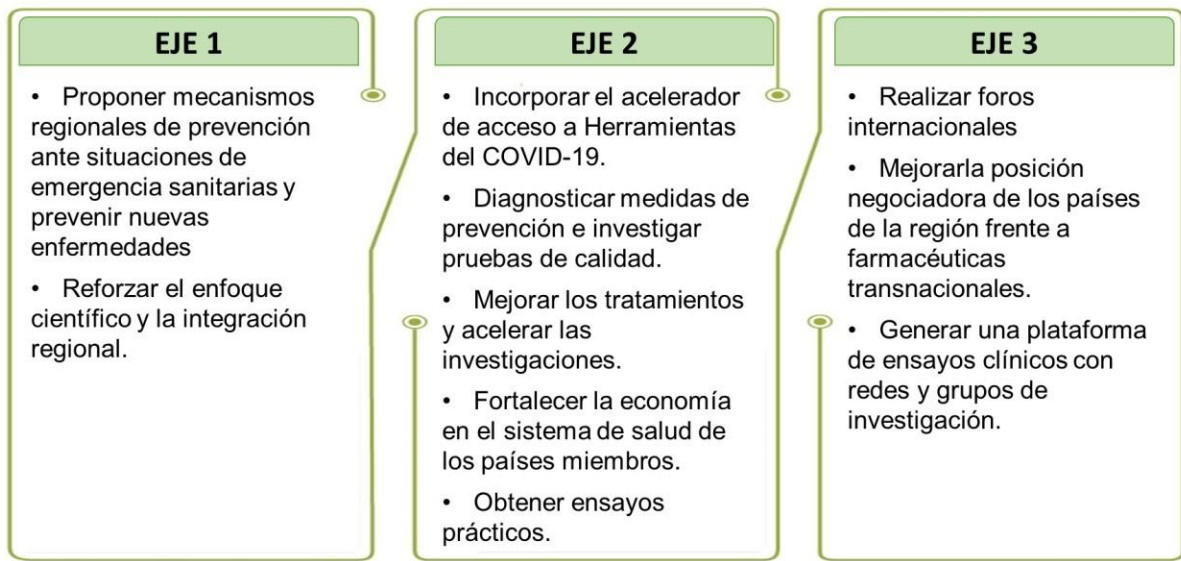 EJE 1
• Proponer mecanismos
regionales de prevención
ante situaciones de
emergencia sanitarias y
prevenir nuevas
enfermedades
• Reforzar el enfoque
científico y la integración
regional.
EJE 2
• Incorporar el acelerador
de acceso a Herramientas
del COVID-19.
• Diagnosticar medidas de
prevención e investigar
pruebas de calidad.
• Mejorar los tratamientos
y acelerar las
investigaciones.
• Fortalecer la economía
en el sistema de salud de
los países miembros.
• Obtener ensayos
prácticos.
EJE 3
• Realizar foros
internacionales
• Mejorarla posición
negociadora de los países
de la región frente a
farmacéuticas
transnacionales.
• Generar una plataforma
de ensayos clínicos con
redes y grupos de
investigación.